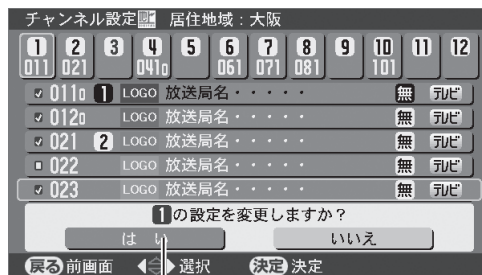 チャンネル設定 居住地域：大阪
1 2 3 4 5 6 7 8 9 10 11 12
011 021 041₀ 061 071 081 101
011₀ 1 LOGO 放送局名・・・・・ 無 テレビ
012₀ LOGO 放送局名・・・・・ 無 テレビ
021 2 LOGO 放送局名・・・・・ 無 テレビ
022 LOGO 放送局名・・・・・ 無 テレビ
023 LOGO 放送局名・・・・・ 無 テレビ
1の設定を変更しますか？
はい いいえ
戻る 前画面 選択 決定 決定